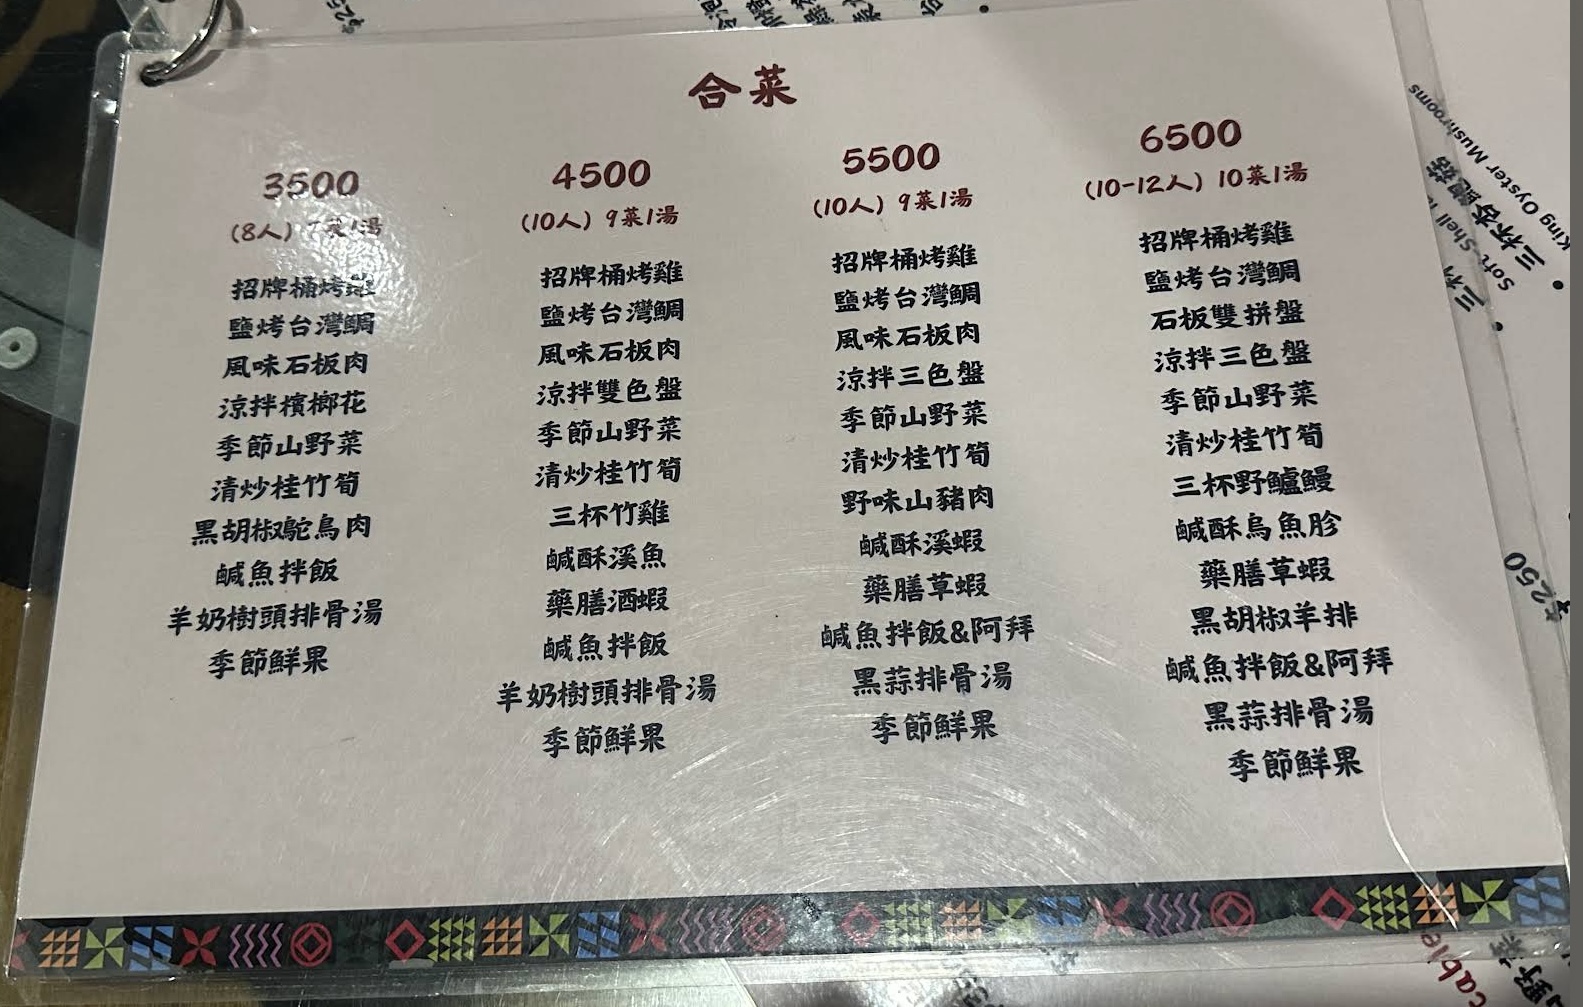 合菜
3500
(8人) 7菜1湯
招牌桶烤雞
鹽烤台灣鯛
風味石板肉
涼拌檳榔花
季節山野菜
清炒桂竹筍
黑胡椒鴕鳥肉
鹹魚拌飯
羊奶樹頭排骨湯
季節鮮果
4500
(10人) 9菜1湯
招牌桶烤雞
鹽烤台灣鯛
風味石板肉
涼拌雙色盤
季節山野菜
清炒桂竹筍
三杯竹雞
鹹酥溪魚
藥膳酒蝦
鹹魚拌飯
羊奶樹頭排骨湯
季節鮮果
5500
(10人) 9菜1湯
招牌桶烤雞
鹽烤台灣鯛
風味石板肉
涼拌三色盤
季節山野菜
清炒桂竹筍
野味山豬肉
鹹酥溪蝦
藥膳草蝦
鹹魚拌飯&阿拜
黑蒜排骨湯
季節鮮果
6500
(10-12人) 10菜1湯
招牌桶烤雞
鹽烤台灣鯛
石板雙拼盤
涼拌三色盤
季節山野菜
清炒桂竹筍
三杯野鱸鰻
鹹酥烏魚胗
藥膳草蝦
黑胡椒羊排
鹹魚拌飯&阿拜
黑蒜排骨湯
季節鮮果
King Oyster Mushrooms
三杯杏鮑菇
Soft-Shell
三杯
$250